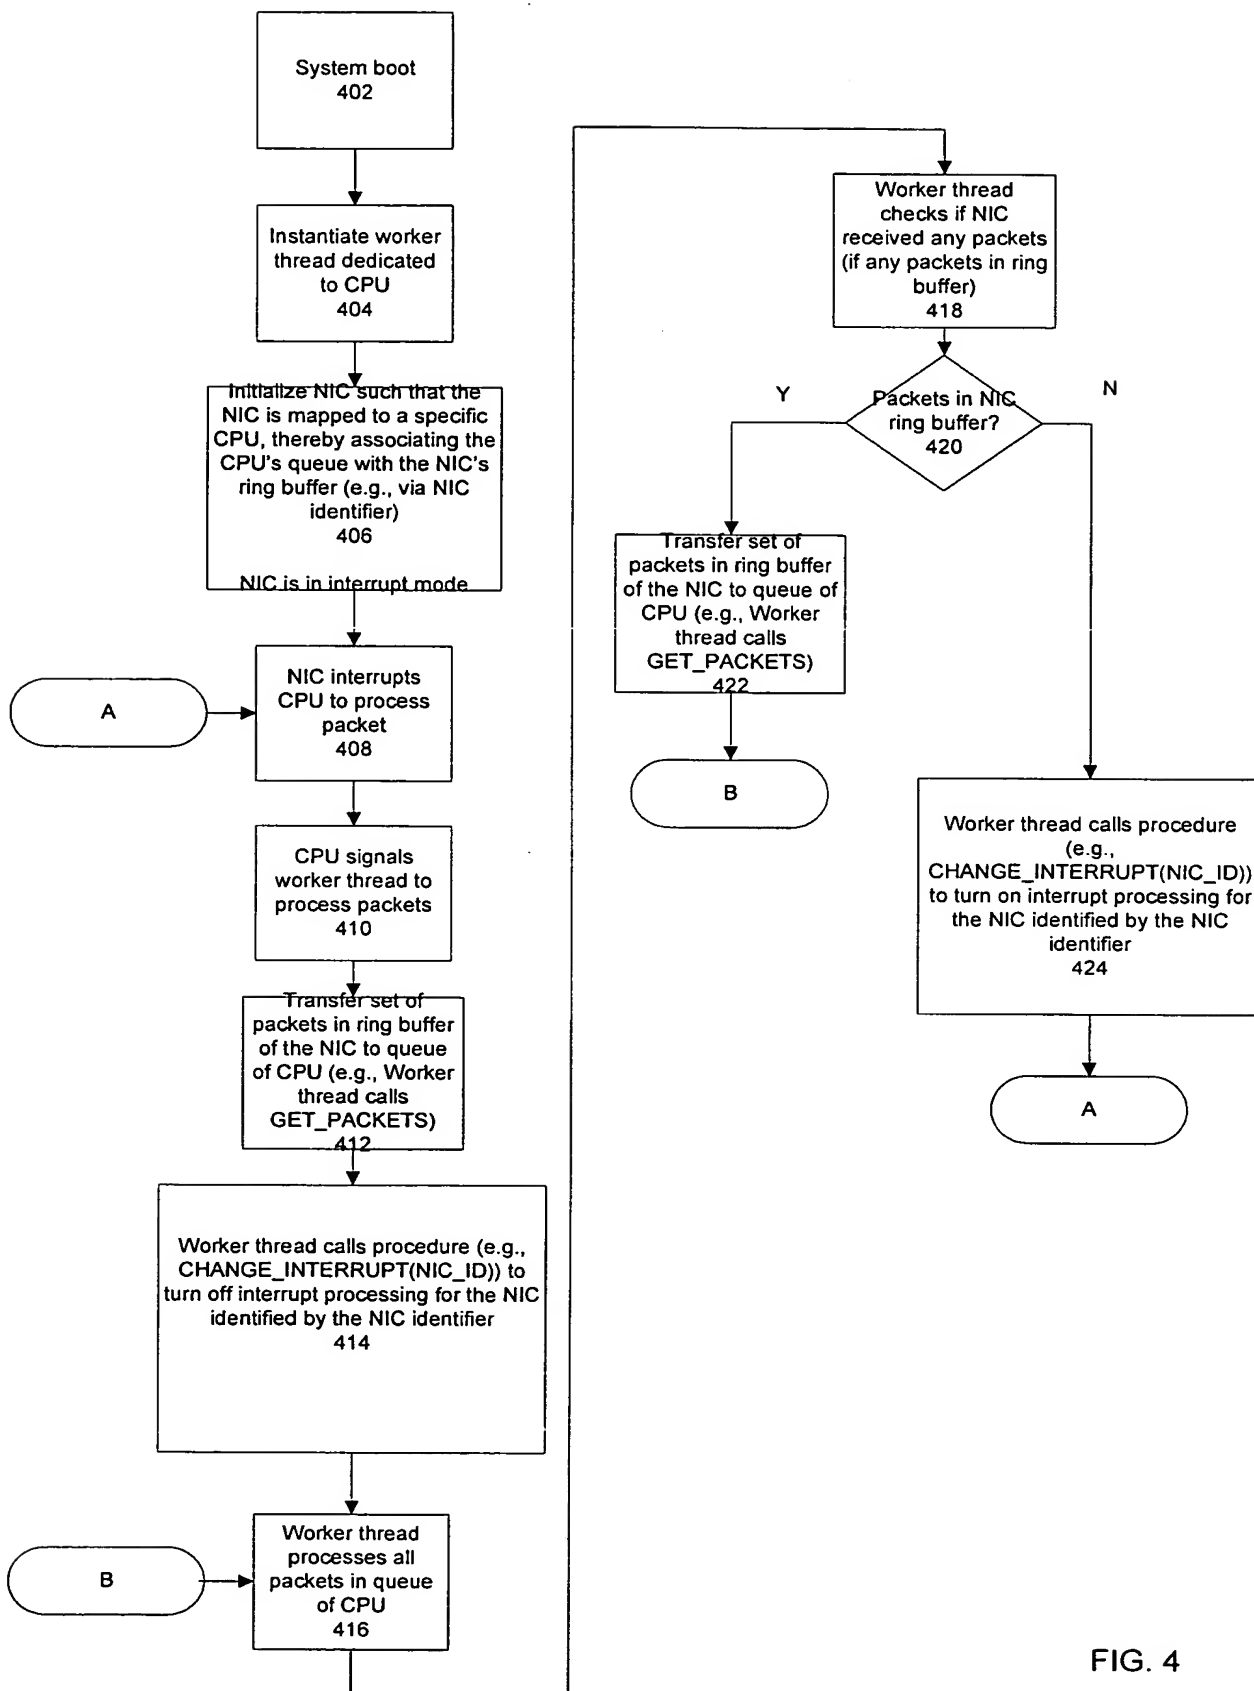 System boot
402
Instantiate worker
thread dedicated
to CPU
404
Initialize NIC such that the
NIC is mapped to a specific
CPU, thereby associating the
CPU's queue with the NIC's
ring buffer (e.g., via NIC
identifier)
406
NIC is in interrupt mode
A
NIC interrupts
CPU to process
packet
408
CPU signals
worker thread to
process packets
410
Transfer set of
packets in ring buffer
of the NIC to queue
of CPU (e.g., Worker
thread calls
GET_PACKETS)
412
Worker thread calls procedure (e.g.,
CHANGE_INTERRUPT(NIC_ID)) to
turn off interrupt processing for the NIC
identified by the NIC identifier
414
B
Worker thread
processes all
packets in queue
of CPU
416
Worker thread
checks if NIC
received any packets
(if any packets in ring
buffer)
418
Y
N
Packets in NIC
ring buffer?
420
Transfer set of
packets in ring buffer
of the NIC to queue of
CPU (e.g., Worker
thread calls
GET_PACKETS)
422
B
Worker thread calls procedure
(e.g.,
CHANGE_INTERRUPT(NIC_ID))
to turn on interrupt processing for
the NIC identified by the NIC
identifier
424
A
FIG. 4